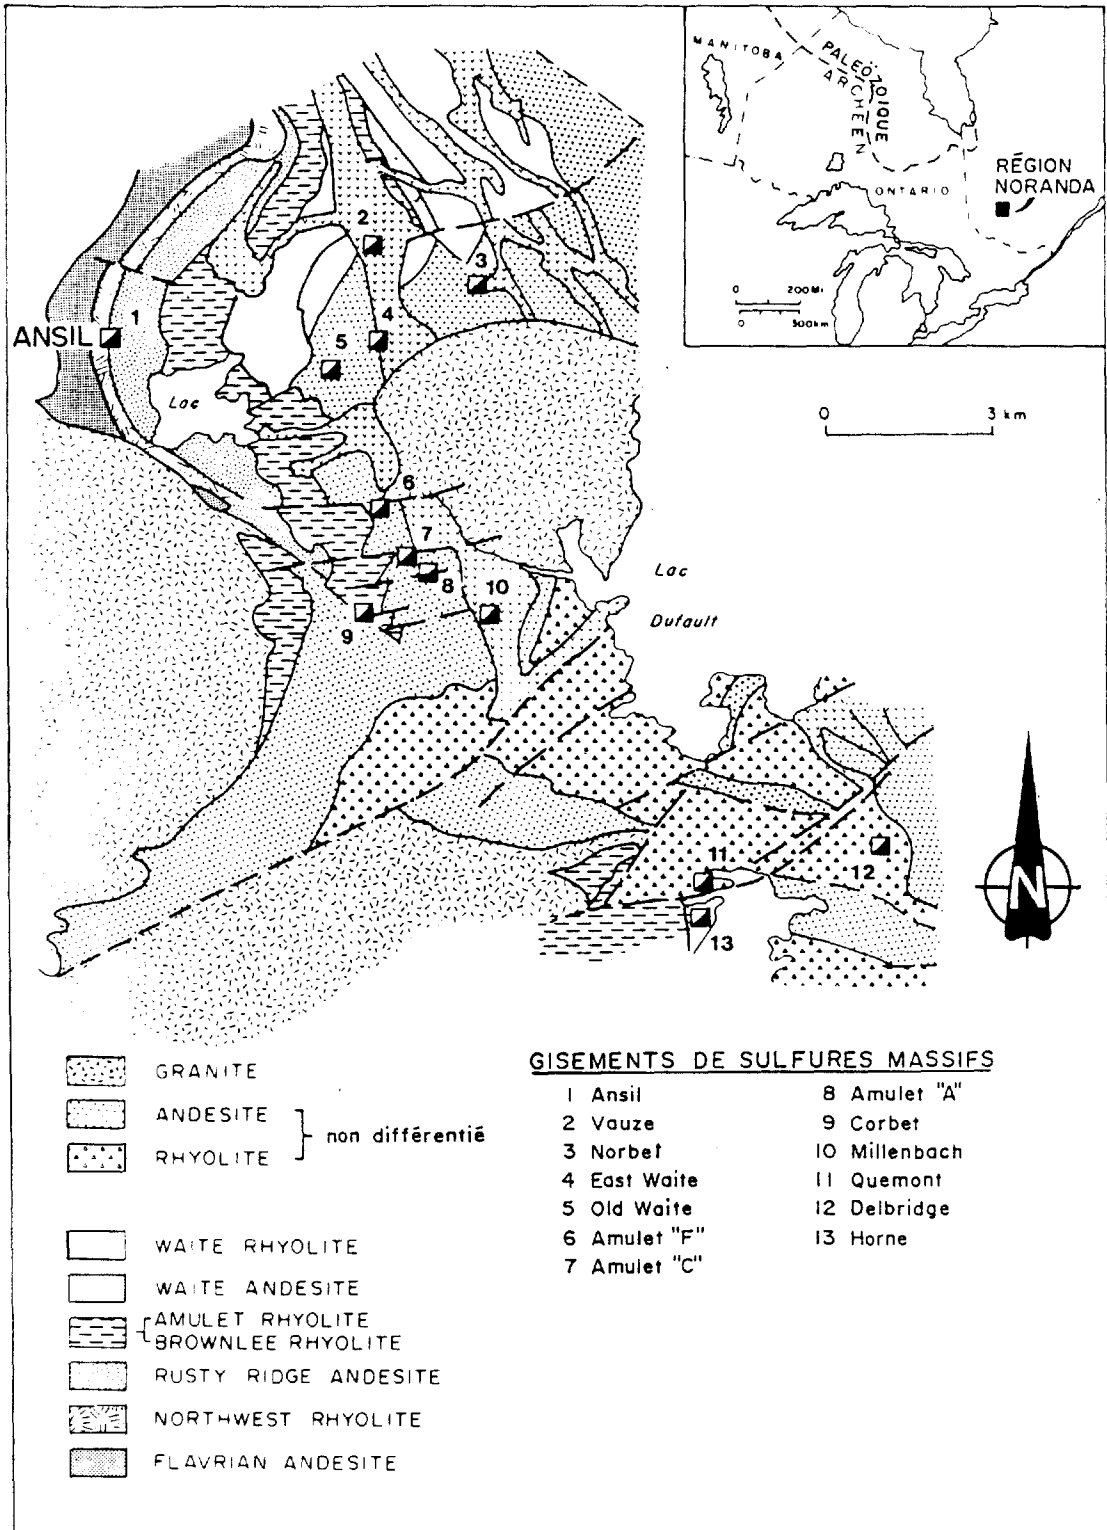 MANITOBA
PALEÖZOIQUE
ARCHÉEN
ONTARIO
RÉGION
NORANDA
0 200 Mi
0 500 km
2
3
1
ANSIL
4
5
Lac
0 3 km
6
7
8
10
9
Lac
Dufault
11
12
13
N
GRANITE
ANDESITE
RHYOLITE
non différentié
WAITE RHYOLITE
WAITE ANDESITE
AMULET RHYOLITE
BROWNLEE RHYOLITE
RUSTY RIDGE ANDESITE
NORTHWEST RHYOLITE
FLAVRIAN ANDESITE
GISEMENTS DE SULFURES MASSIFS
1 Ansil
2 Vauze
3 Norbet
4 East Waite
5 Old Waite
6 Amulet "F"
7 Amulet "C"
8 Amulet "A"
9 Corbet
10 Millenbach
11 Quemont
12 Delbridge
13 Horne